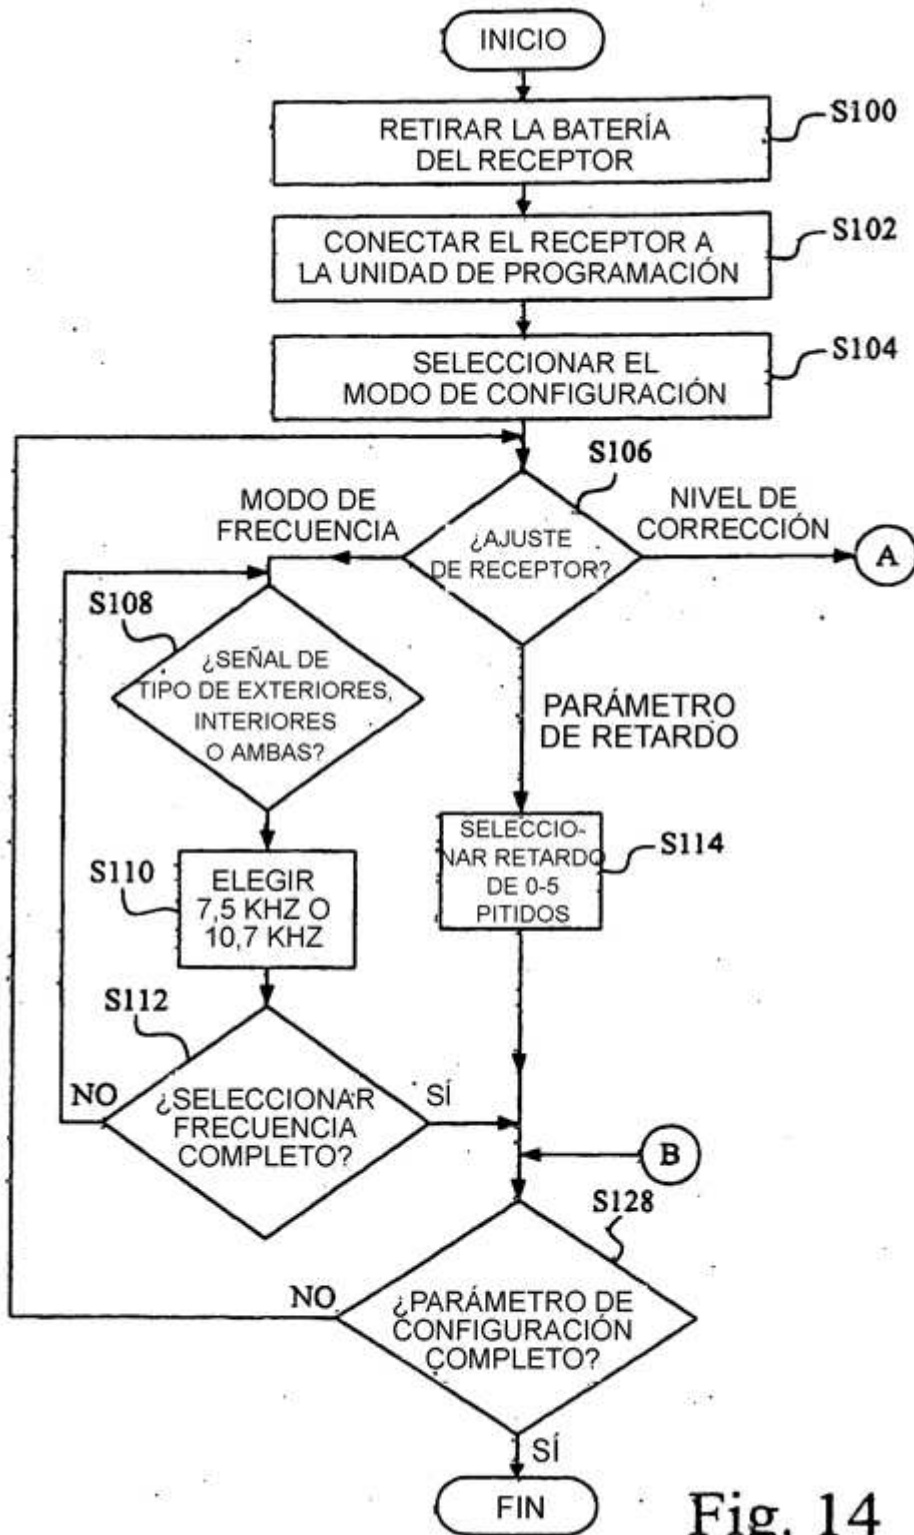 INICIO
RETIRAR LA BATERÍA
DEL RECEPTOR
S100
CONECTAR EL RECEPTOR A
LA UNIDAD DE PROGRAMACIÓN
S102
SELECCIONAR EL
MODO DE CONFIGURACIÓN
S104
S106
MODO DE
FRECUENCIA
¿AJUSTE
DE RECEPTOR?
NIVEL DE
CORRECCIÓN
A
S108
¿SEÑAL DE
TIPO DE EXTERIORES,
INTERIORES
O AMBAS?
PARÁMETRO
DE RETARDO
S110
ELEGIR
7,5 KHZ O
10,7 KHZ
SELECCIO-
NAR RETARDO
DE 0-5
PITIDOS
S114
S112
NO
¿SELECCIONAR
FRECUENCIA
COMPLETO?
SÍ
B
S128
NO
¿PARÁMETRO DE
CONFIGURACIÓN
COMPLETO?
SÍ
FIN
Fig. 14